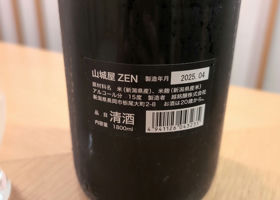 山城屋 ZEN 製造年月 2025.04
原材料名 米(新潟県産)、米麹(新潟県産米)
アルコール分 15度 製造者 越銘醸株式会社
新潟県長岡市栃尾大町2-8 お酒は20歳から。
品目 清酒
内容量 1800ml